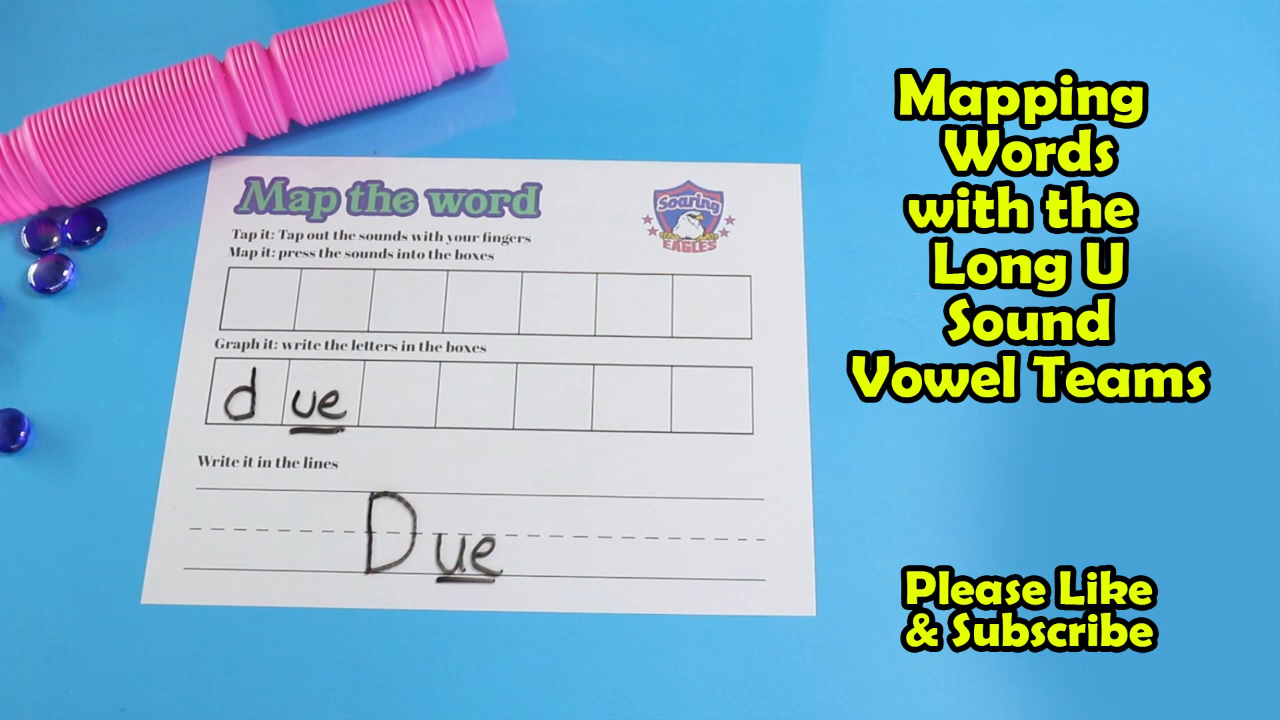 Map the word
Soaring
EAGLES
Tap it: Tap out the sounds with your fingers
Map it: press the sounds into the boxes
Graph it: write the letters in the boxes
d ue
Write it in the lines
Due
Mapping
Words
with the
Long U
Sound
Vowel Teams
Please Like
& Subscribe